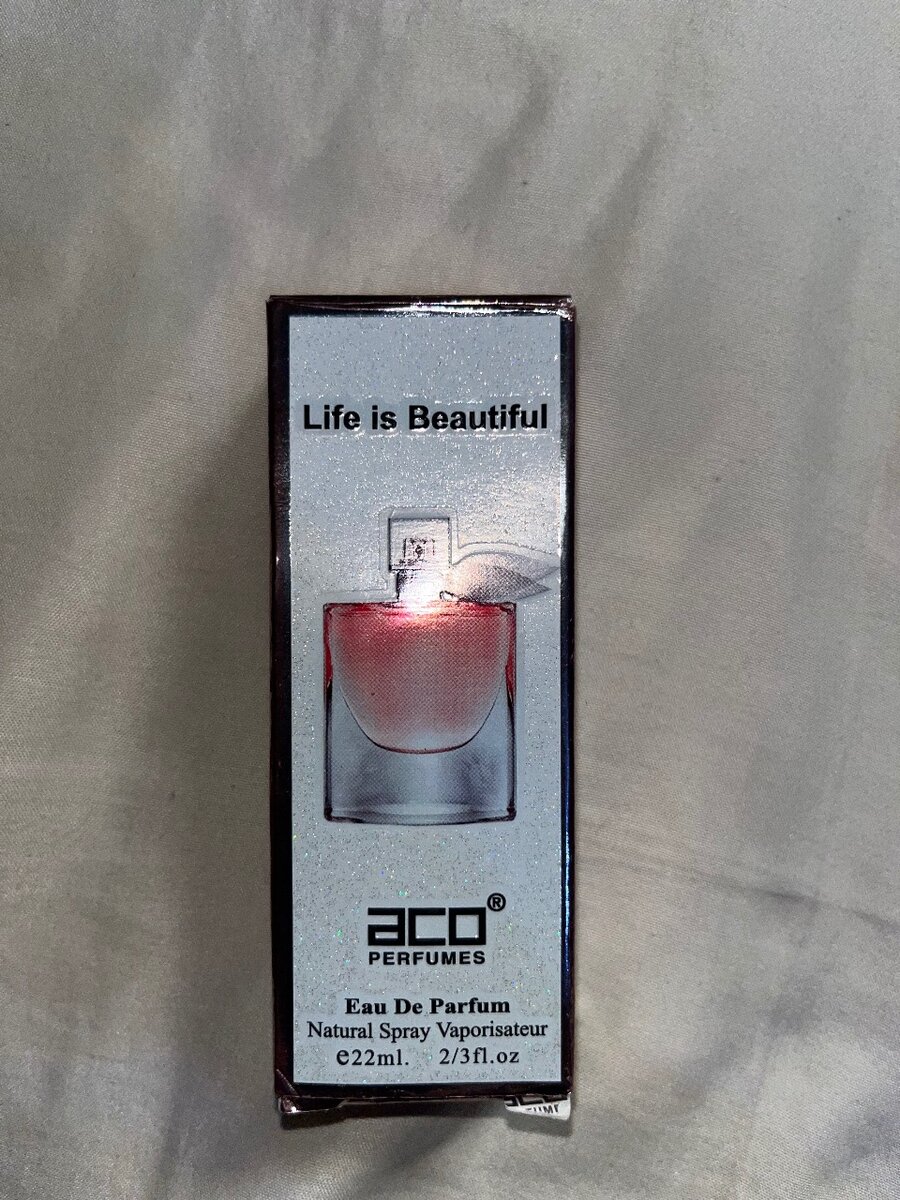 Life is Beautiful
aco®
PERFUMES
Eau De Parfum
Natural Spray Vaporisateur
e22ml. 2/3fl.oz